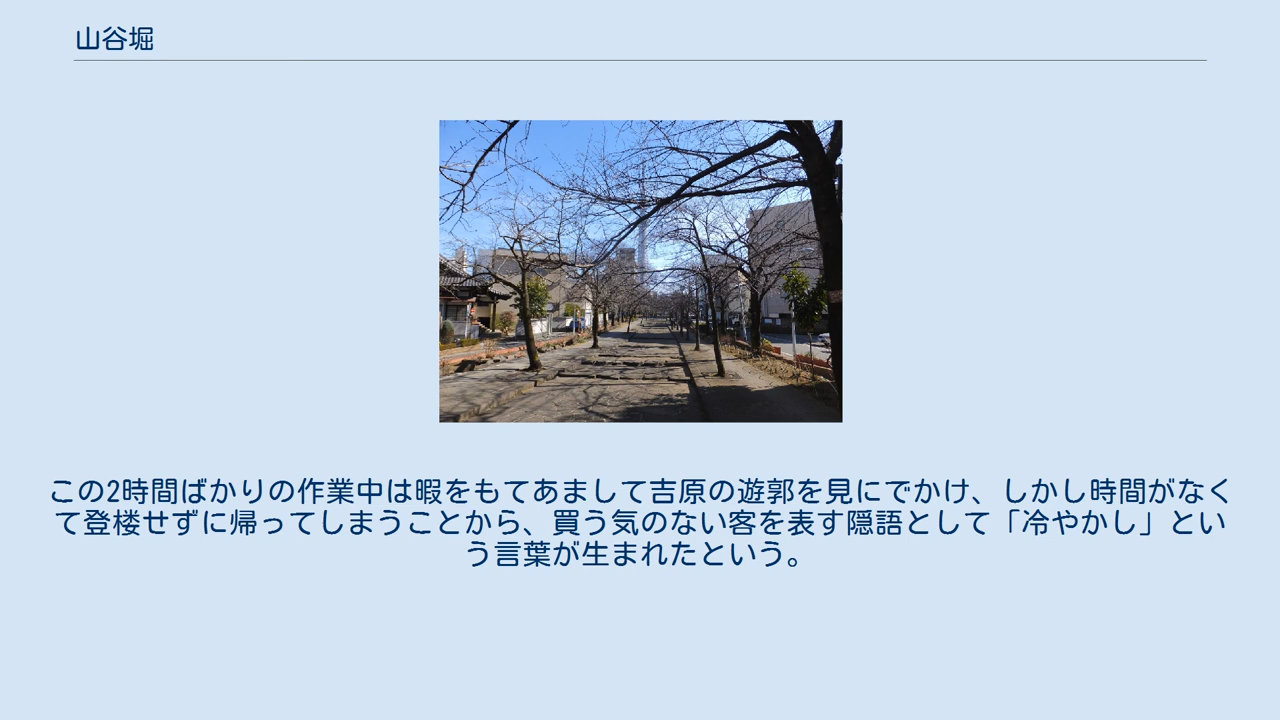 山谷堀
この2時間ばかりの作業中は暇をもてあまして吉原の遊郭を見にでかけ、しかし時間がなく
て登楼せずに帰ってしまうことから、買う気のない客を表す隠語として「冷やかし」とい
う言葉が生まれたという。